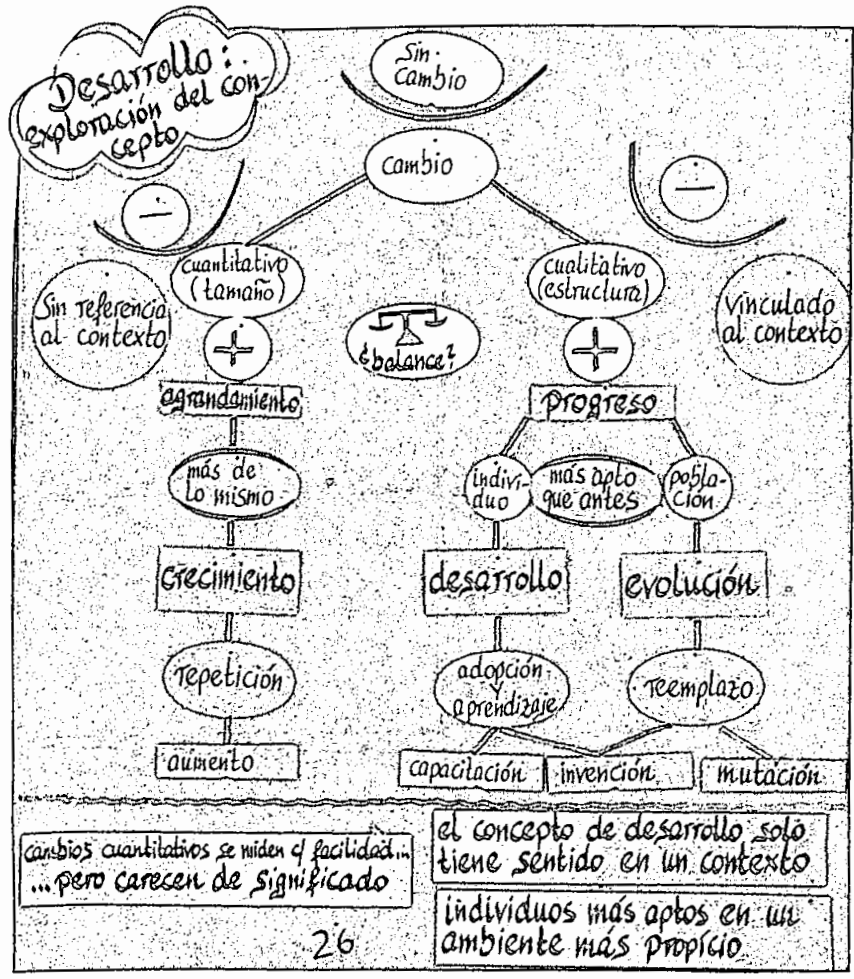 Desarrollo:
exploración del con-
cepto
Sin
cambio
cambio
cuantitativo
(tamaño)
cualitativo
(estructura)
Sin referencia
al contexto
vinculado
al contexto
¿balance?
agrandamiento
progreso
más de
lo mismo
indivi-
duo
más apto
que antes
pobla-
ción
crecimiento
desarrollo
evolución
repetición
adopción
y
aprendizaje
reemplazo
aumento
capacitación
invención
mutación
cambios cuantitativos se miden c/ facilidad...
...pero carecen de significado
el concepto de desarrollo solo
tiene sentido en un contexto
individuos más aptos en un
ambiente más propicio
26